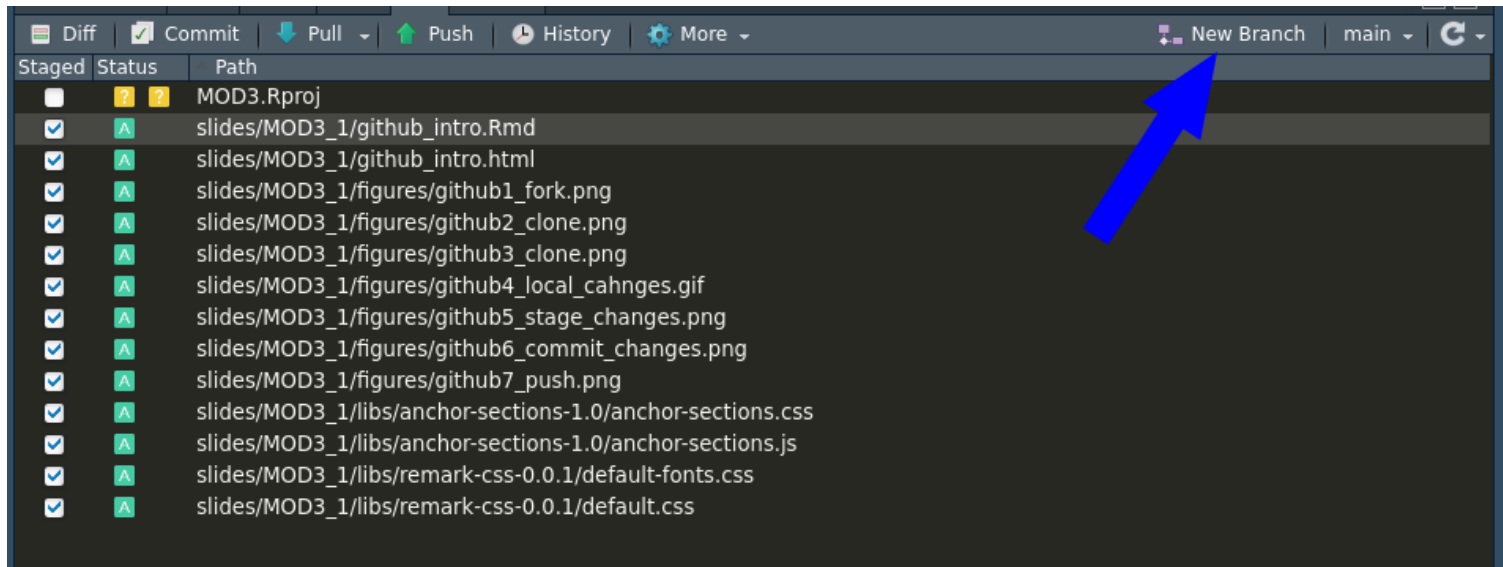 Diff Commit Pull Push History More New Branch main
Staged Status Path
? ? MOD3.Rproj
A slides/MOD3_1/github_intro.Rmd
A slides/MOD3_1/github_intro.html
A slides/MOD3_1/figures/github1_fork.png
A slides/MOD3_1/figures/github2_clone.png
A slides/MOD3_1/figures/github3_clone.png
A slides/MOD3_1/figures/github4_local_cahnges.gif
A slides/MOD3_1/figures/github5_stage_changes.png
A slides/MOD3_1/figures/github6_commit_changes.png
A slides/MOD3_1/figures/github7_push.png
A slides/MOD3_1/libs/anchor-sections-1.0/anchor-sections.css
A slides/MOD3_1/libs/anchor-sections-1.0/anchor-sections.js
A slides/MOD3_1/libs/remark-css-0.0.1/default-fonts.css
A slides/MOD3_1/libs/remark-css-0.0.1/default.css